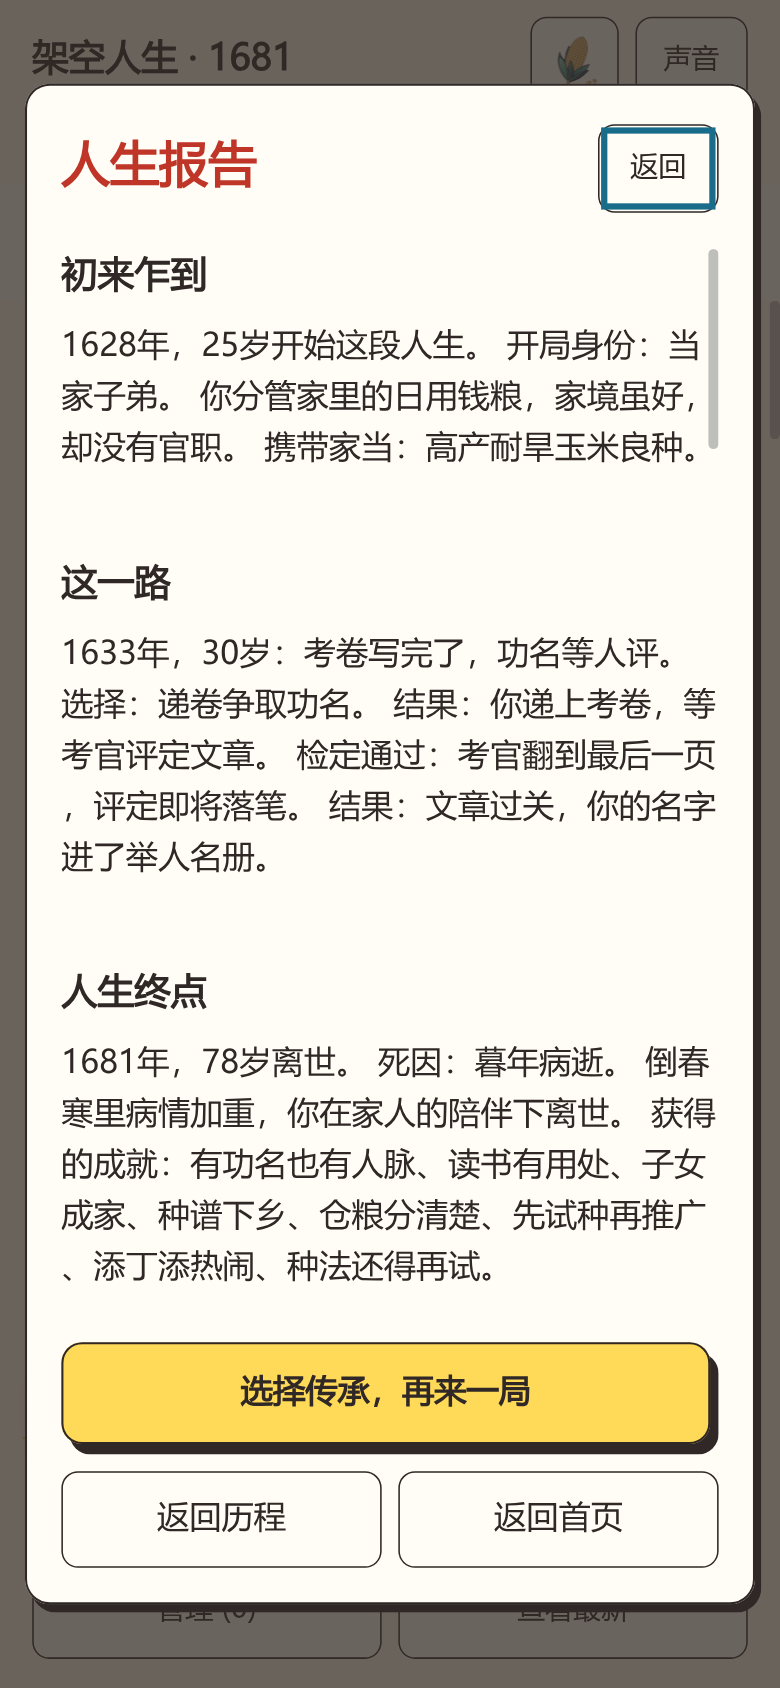 架空人生 · 1681
声音
人生报告
返回
初来乍到
1628年，25岁开始这段人生。 开局身份：当
家子弟。 你分管家里的日用钱粮，家境虽好，
却没有官职。 携带家当：高产耐旱玉米良种。
这一路
1633年，30岁：考卷写完了，功名等人评。
选择：递卷争取功名。 结果：你递上考卷，等
考官评定文章。 检定通过：考官翻到最后一页
，评定即将落笔。 结果：文章过关，你的名字
进了举人名册。
人生终点
1681年，78岁离世。 死因：暮年病逝。 倒春
寒里病情加重，你在家人的陪伴下离世。 获得
的成就：有功名也有人脉、读书有用处、子女
成家、种谱下乡、仓粮分清楚、先试种再推广
、添丁添热闹、种法还得再试。
选择传承，再来一局
返回历程
返回首页
查看最新